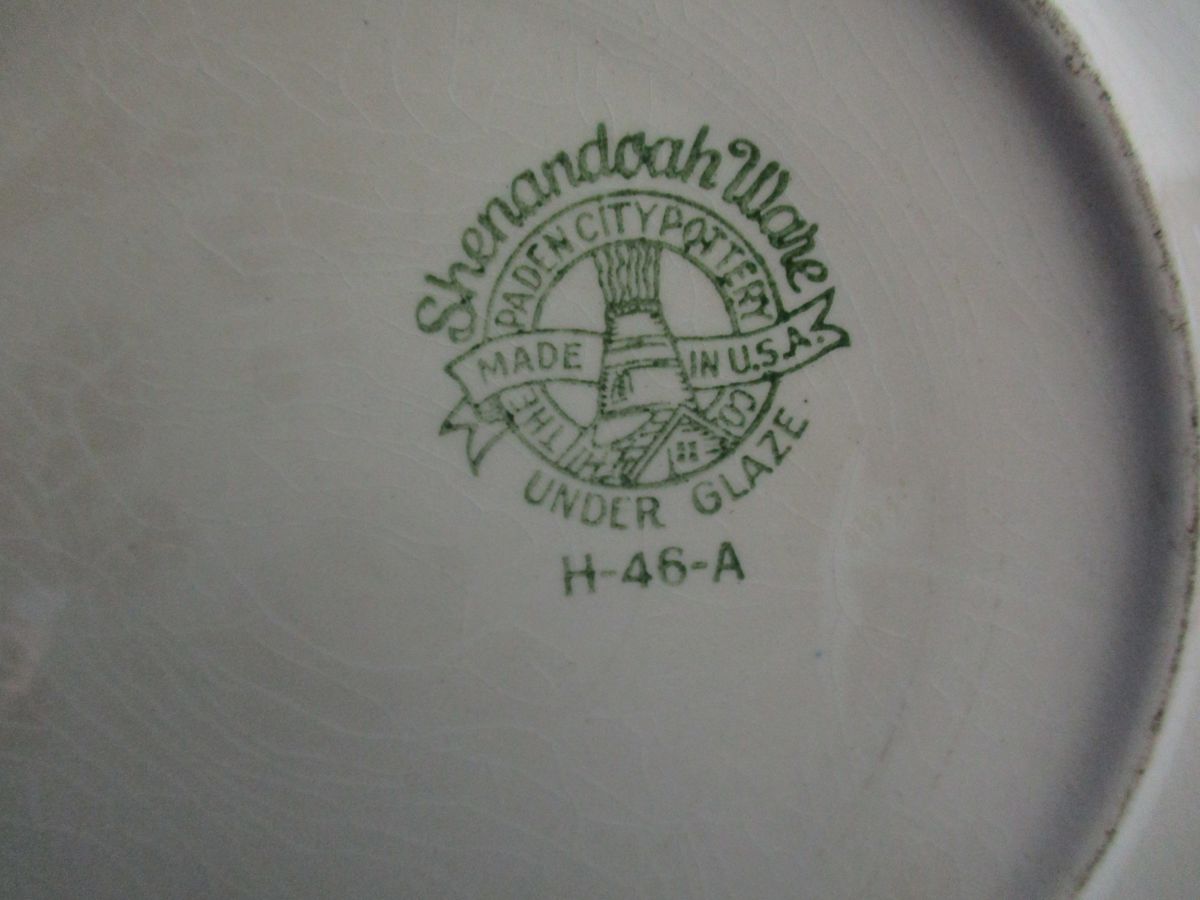 Shenandoah Ware
THE PADEN CITY POTTERY CO.
MADE IN U.S.A.
UNDER GLAZE
H-46-A